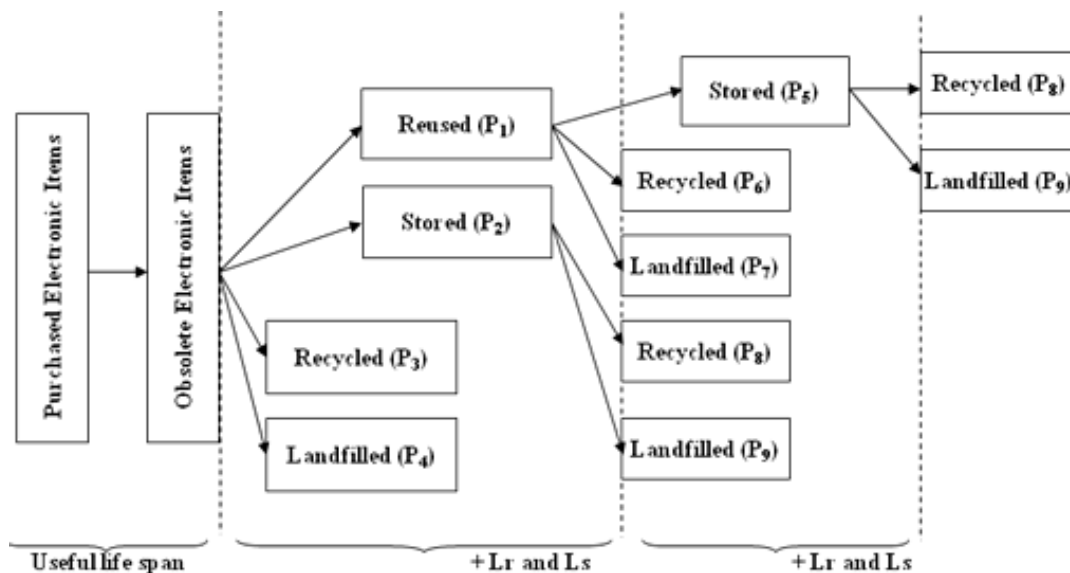 Purchased Electronic Items
Obsolete Electronic Items
Reused (P1)
Stored (P2)
Recycled (P3)
Landfilled (P4)
Stored (P5)
Recycled (P6)
Landfilled (P7)
Recycled (P8)
Landfilled (P9)
Recycled (P8)
Landfilled (P9)
Useful life span
+ Lr and Ls
+ Lr and Ls